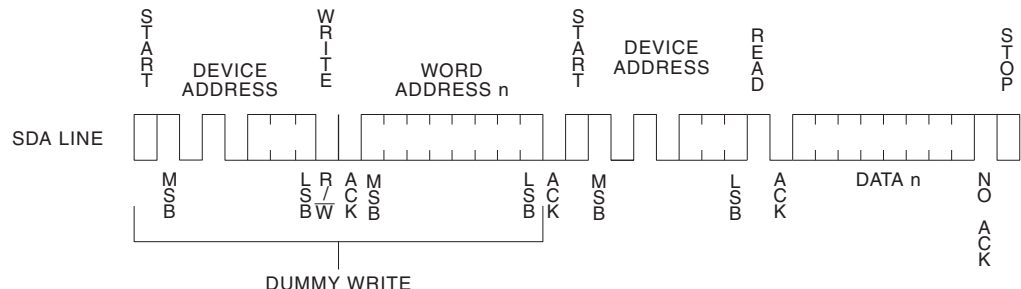 START
WRITE
START
READ
STOP
DEVICE
ADDRESS
WORD
ADDRESS n
DEVICE
ADDRESS
SDA LINE
MSB
LSB
R/W
ACK
MSB
LSB
ACK
MSB
LSB
ACK
DATA n
NO ACK
DUMMY WRITE